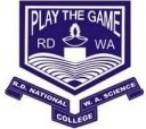 PLAY THE GAME
RD WA
R.D. NATIONAL W. A. SCIENCE
COLLEGE